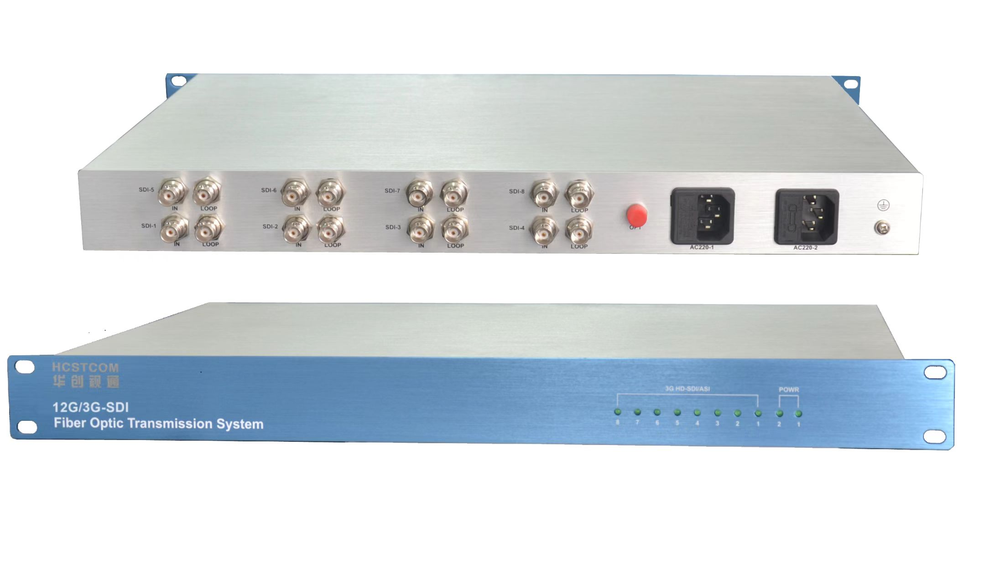 SDI-5
SDI-6
SDI-7
SDI-8
IN LOOP IN LOOP IN LOOP IN LOOP
SDI-1
SDI-2
SDI-3
SDI-4
OPT
IN LOOP IN LOOP IN LOOP IN LOOP
AC220-1
AC220-2
HCSTCOM
华创视通
12G/3G-SDI
Fiber Optic Transmission System
3G HD-SDI/ASI
POWR
8 7 6 5 4 3 2 1 2 1